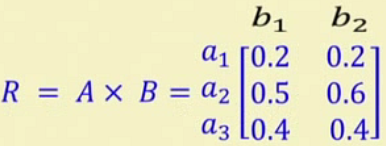 b₁ b₂
a₁ [0.2 0.2]
R = A × B = a₂ [0.5 0.6]
a₃ [0.4 0.4]